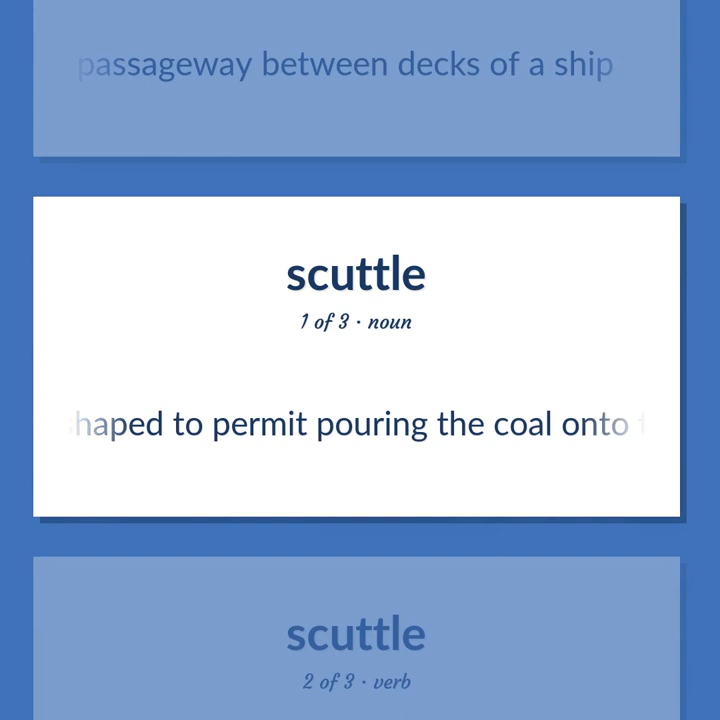 passageway between decks of a ship
scuttle
1 of 3 · noun
shaped to permit pouring the coal onto
scuttle
2 of 3 · verb